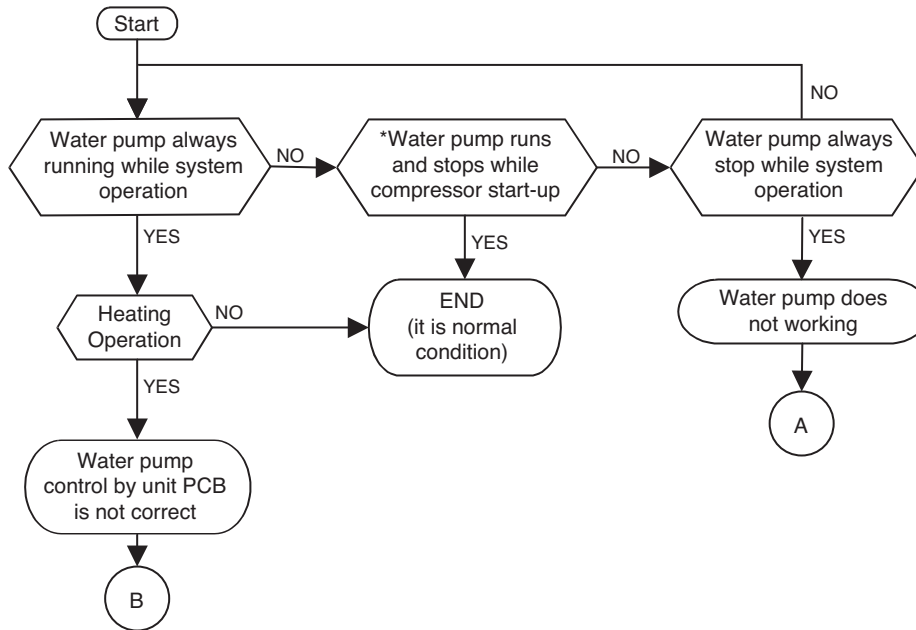 Start
NO
Water pump always
running while system
operation
NO
*Water pump runs
and stops while
compressor start-up
NO
Water pump always
stop while system
operation
YES
YES
YES
Heating
Operation
NO
END
(it is normal
condition)
Water pump does
not working
YES
A
Water pump
control by unit PCB
is not correct
B